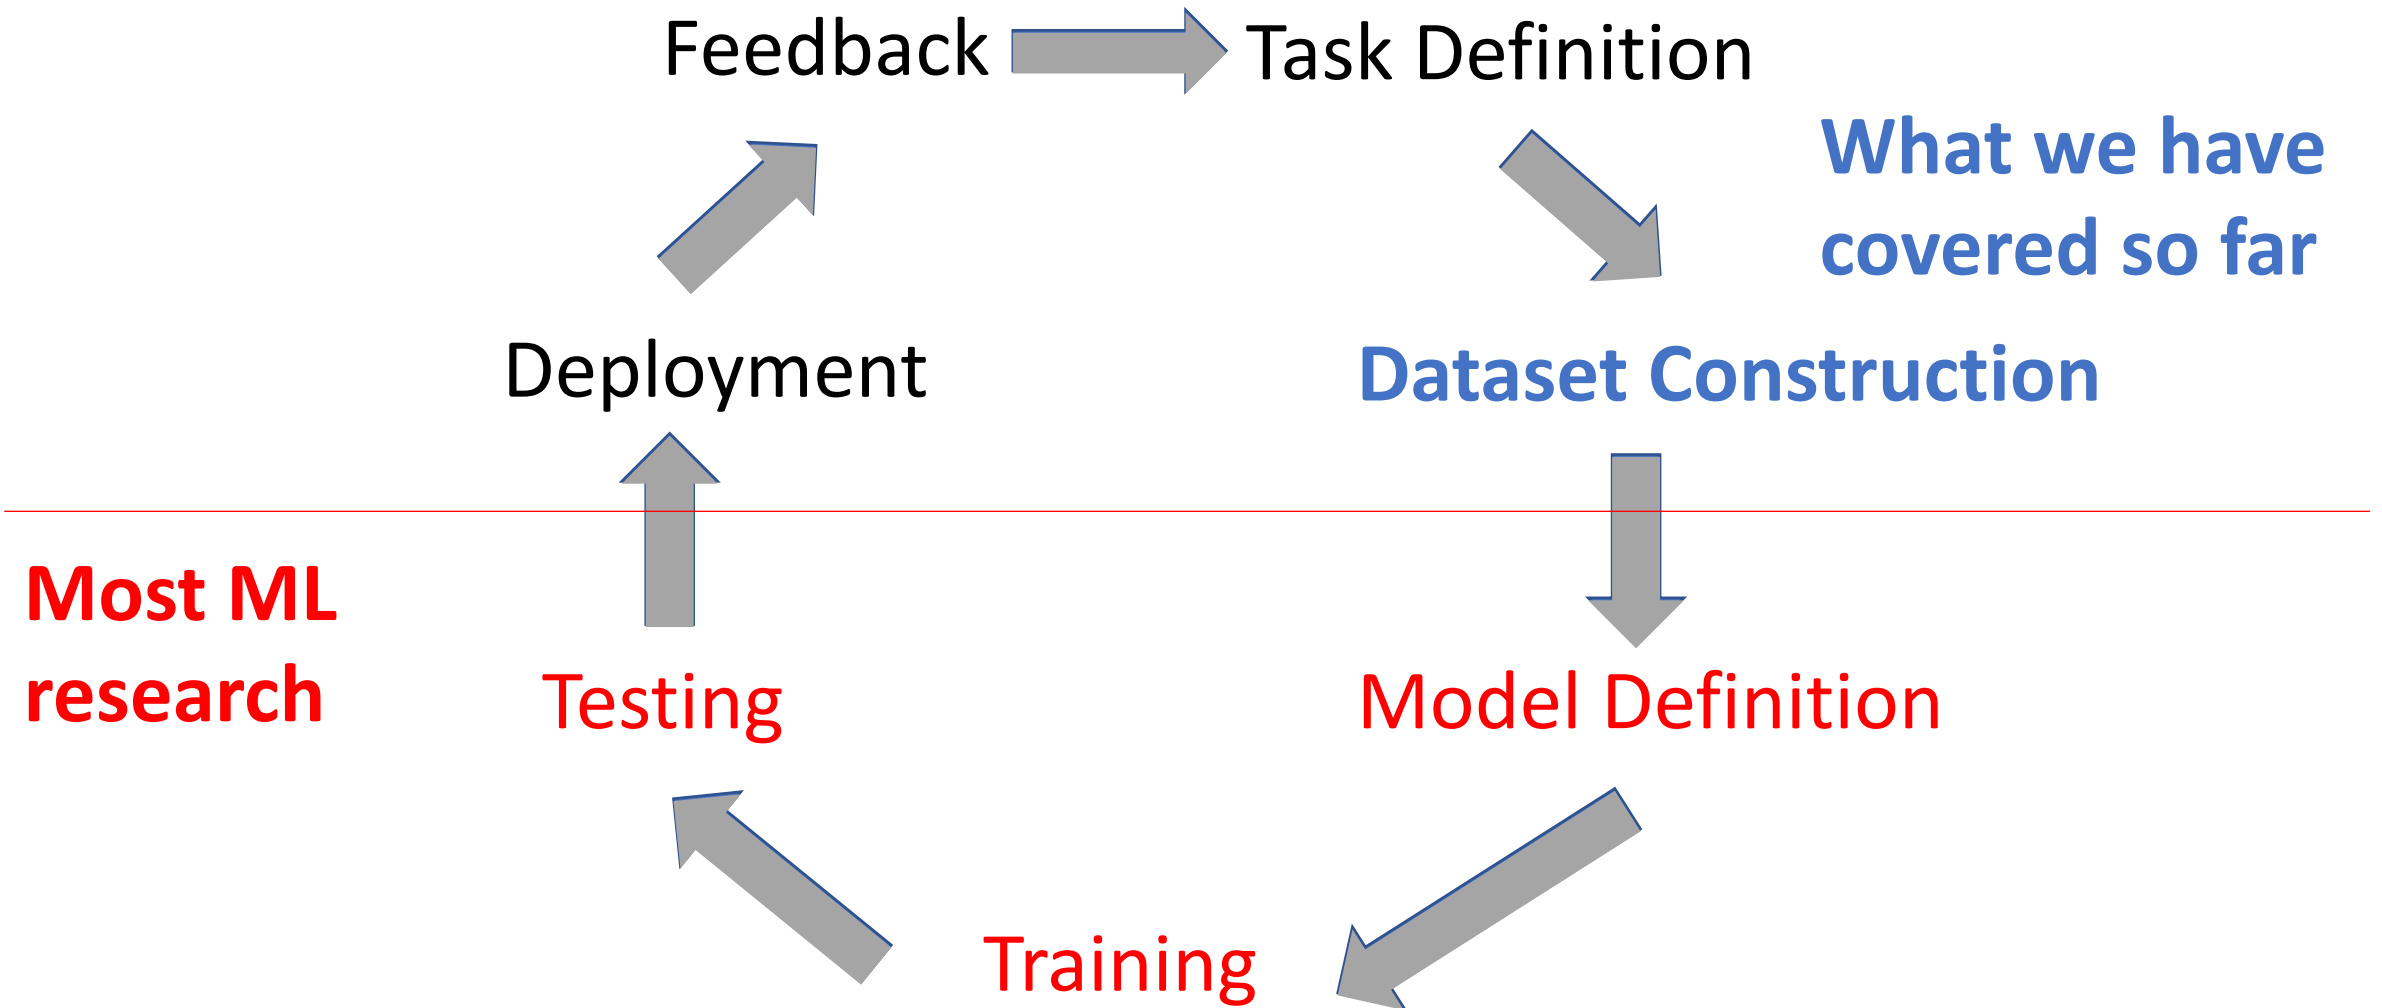 Feedback
Task Definition
What we have
covered so far
Deployment
Dataset Construction
Most ML
research
Testing
Model Definition
Training